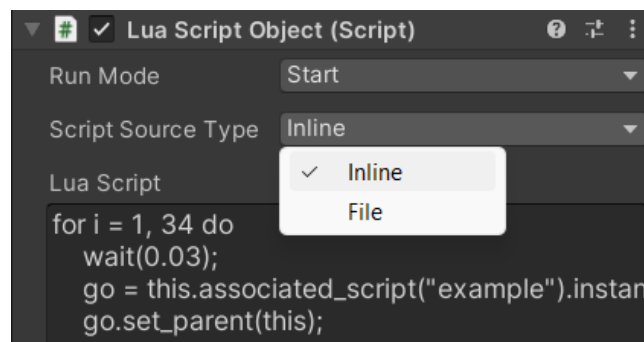 Lua Script Object (Script)
Run Mode Start
Script Source Type Inline
Inline
File
Lua Script
for i = 1, 34 do
wait(0.03);
go = this.associated_script("example").instan
go.set_parent(this);